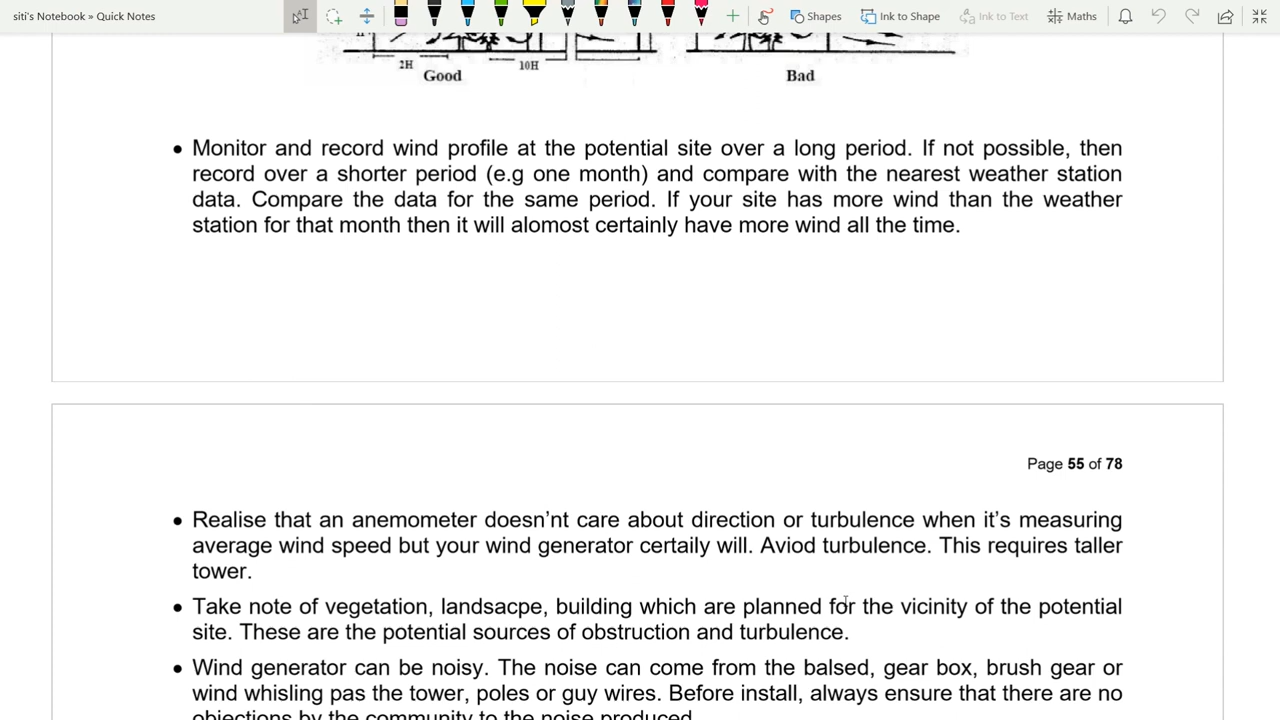 siti's Notebook » Quick Notes
Shapes
Ink to Shape
Ink to Text
Maths
2H
10H
Good
Bad
• Monitor and record wind profile at the potential site over a long period. If not possible, then
record over a shorter period (e.g one month) and compare with the nearest weather station
data. Compare the data for the same period. If your site has more wind than the weather
station for that month then it will alomost certainly have more wind all the time.
Page 55 of 78
• Realise that an anemometer doesn'nt care about direction or turbulence when it's measuring
average wind speed but your wind generator certaily will. Aviod turbulence. This requires taller
tower.
• Take note of vegetation, landsacpe, building which are planned for the vicinity of the potential
site. These are the potential sources of obstruction and turbulence.
• Wind generator can be noisy. The noise can come from the balsed, gear box, brush gear or
wind whisling pas the tower, poles or guy wires. Before install, always ensure that there are no
objections by the community to the noise produced.